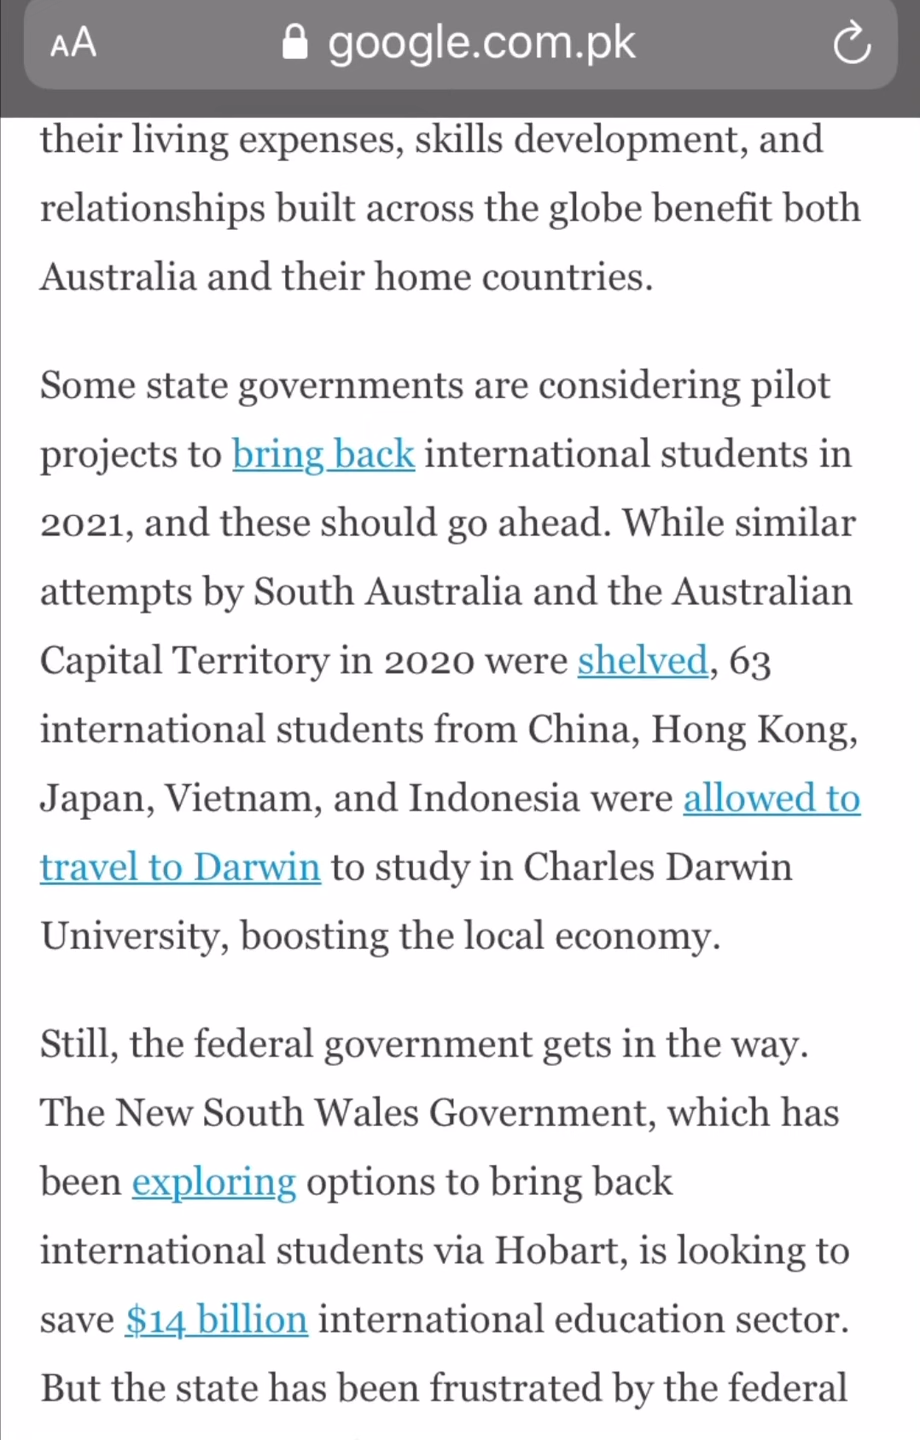 AA google.com.pk
their living expenses, skills development, and
relationships built across the globe benefit both
Australia and their home countries.
Some state governments are considering pilot
projects to bring back international students in
2021, and these should go ahead. While similar
attempts by South Australia and the Australian
Capital Territory in 2020 were shelved, 63
international students from China, Hong Kong,
Japan, Vietnam, and Indonesia were allowed to
travel to Darwin to study in Charles Darwin
University, boosting the local economy.
Still, the federal government gets in the way.
The New South Wales Government, which has
been exploring options to bring back
international students via Hobart, is looking to
save $14 billion international education sector.
But the state has been frustrated by the federal